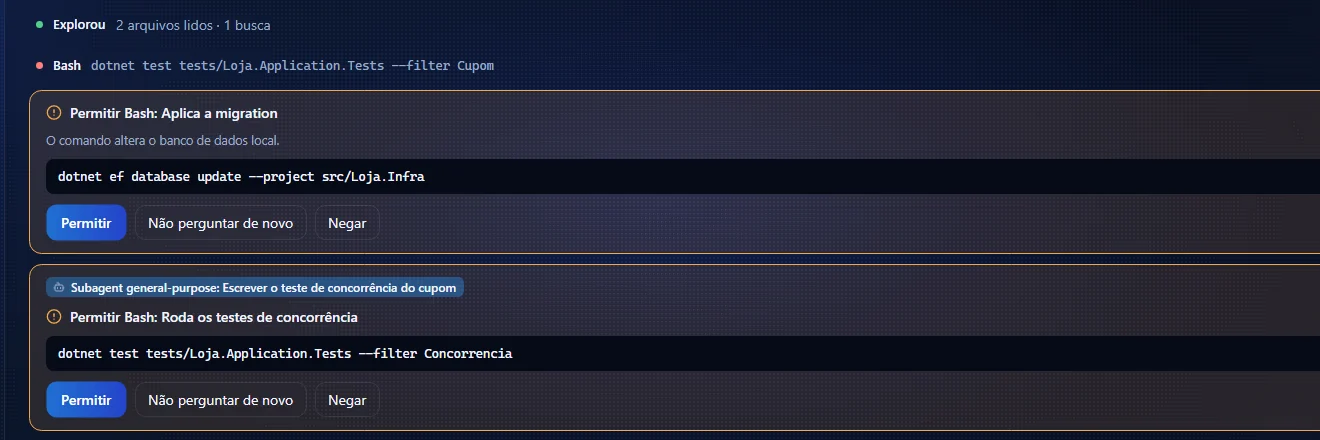 Explorou 2 arquivos lidos · 1 busca
Bash dotnet test tests/Loja.Application.Tests --filter Cupom
Permitir Bash: Aplica a migration
O comando altera o banco de dados local.
dotnet ef database update --project src/Loja.Infra
Permitir Não perguntar de novo Negar
Subagent general-purpose: Escrever o teste de concorrência do cupom
Permitir Bash: Roda os testes de concorrência
dotnet test tests/Loja.Application.Tests --filter Concorrencia
Permitir Não perguntar de novo Negar